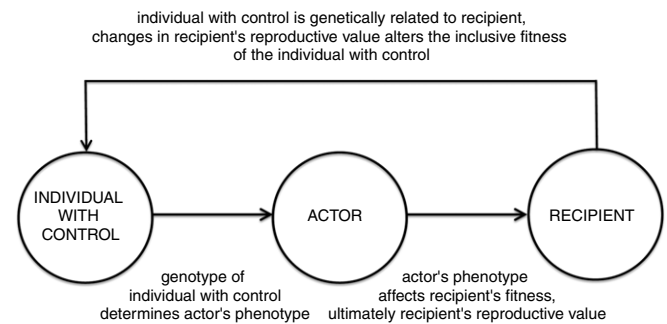 individual with control is genetically related to recipient,
changes in recipient's reproductive value alters the inclusive fitness
of the individual with control
INDIVIDUAL
WITH
CONTROL
ACTOR
RECIPIENT
genotype of
individual with control
determines actor's phenotype
actor's phenotype
affects recipient's fitness,
ultimately recipient's reproductive value